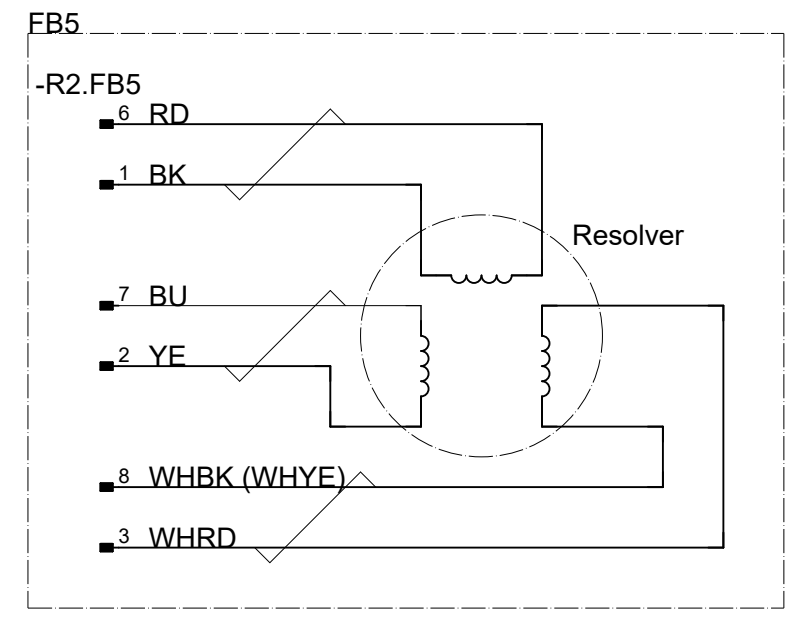 FB5
-R2.FB5
6 RD
1 BK
Resolver
7 BU
2 YE
8 WHBK (WHYE)
3 WHRD